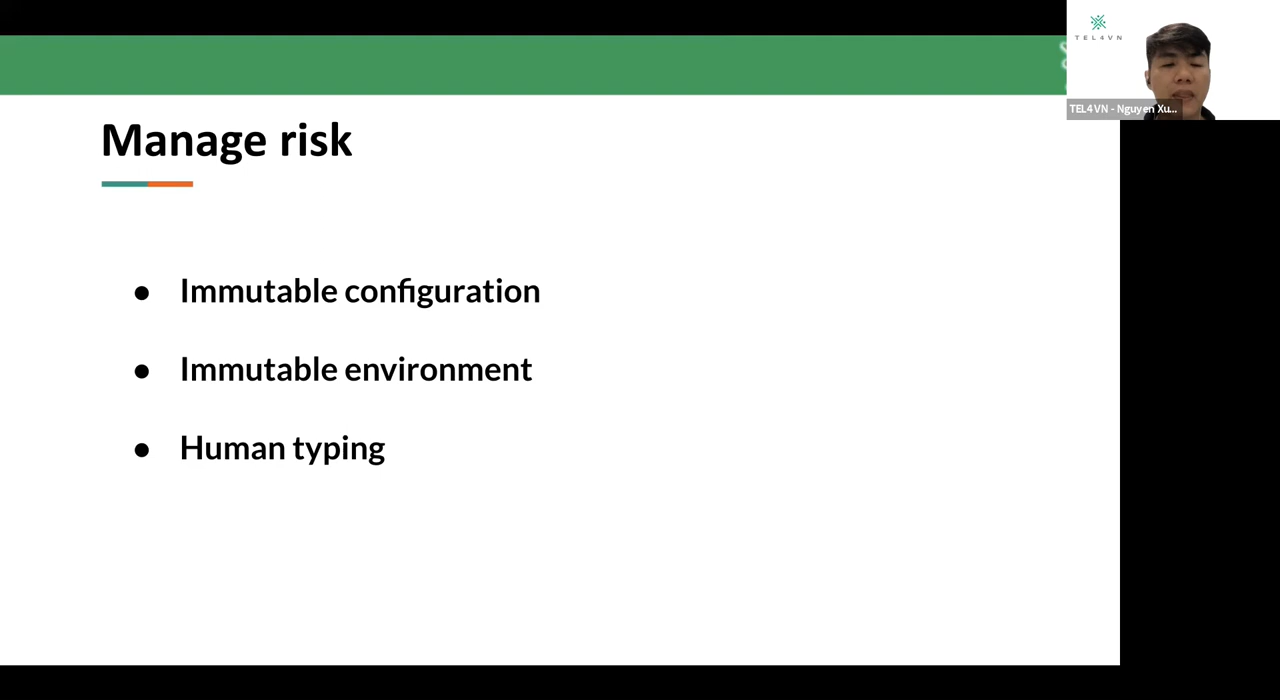 TEL4VN
TEL4VN - Nguyen Xu...
Manage risk
● Immutable configuration
● Immutable environment
● Human typing